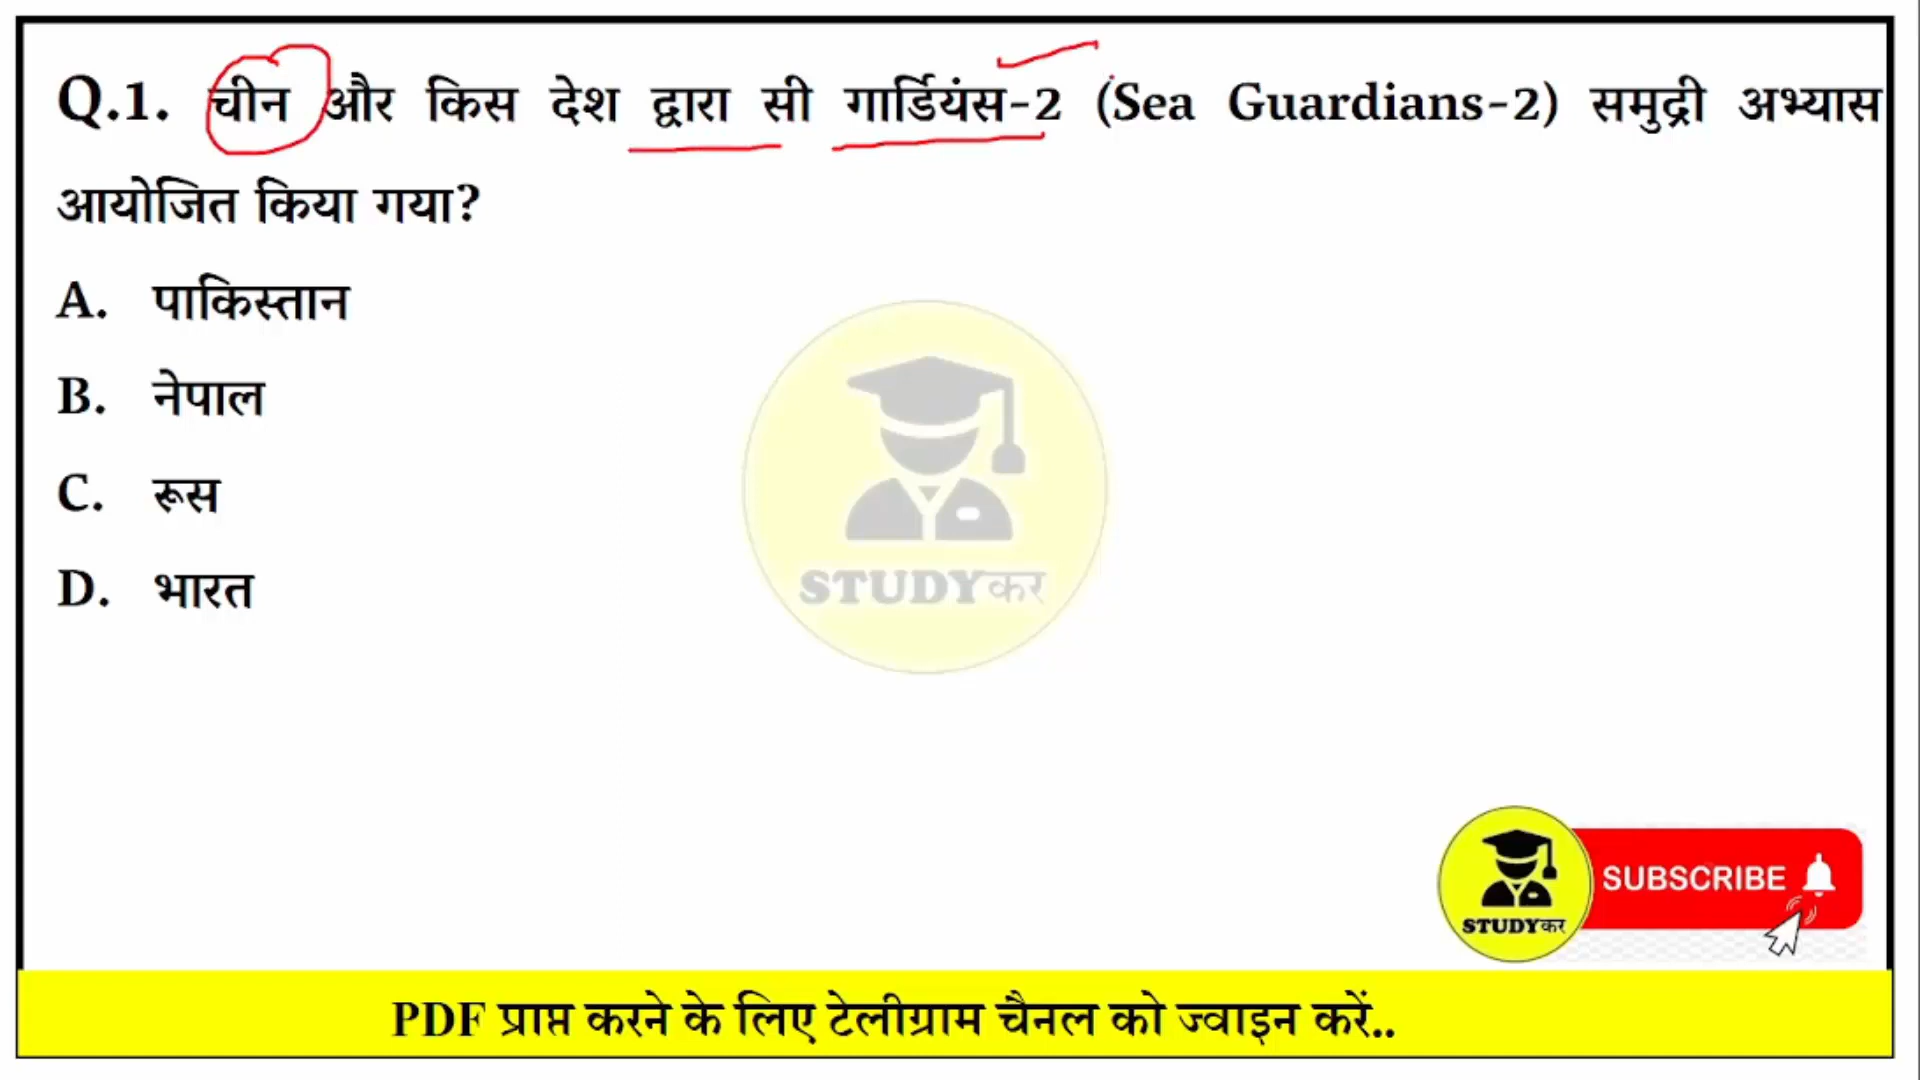 Q.1. चीन और किस देश द्वारा सी गार्डियंस-2 (Sea Guardians-2) समुद्री अभ्यास
आयोजित किया गया?
A. पाकिस्तान
B. नेपाल
C. रूस
D. भारत
STUDYकर
SUBSCRIBE
STUDYकर
PDF प्राप्त करने के लिए टेलीग्राम चैनल को ज्वाइन करें..